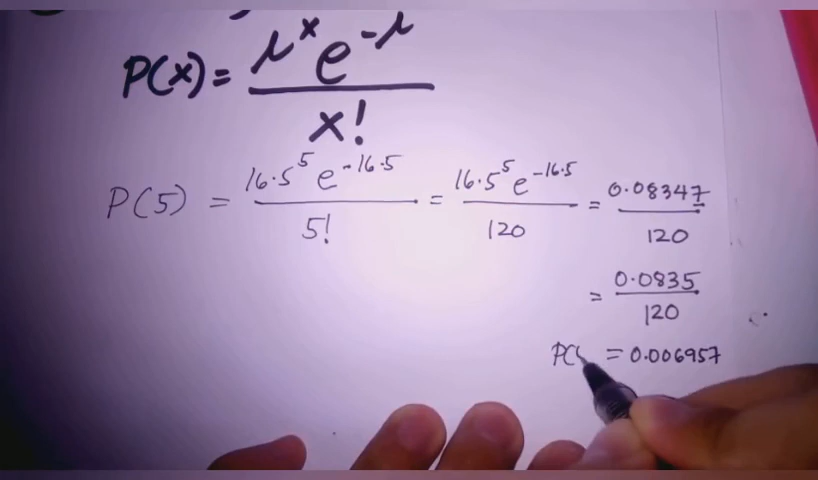 P(x) = μ^x e^-μ / x!
P(5) = 16.5^5 e^-16.5 / 5! = 16.5^5 e^-16.5 / 120 = 0.08347 / 120
= 0.0835 / 120
P( = 0.006957